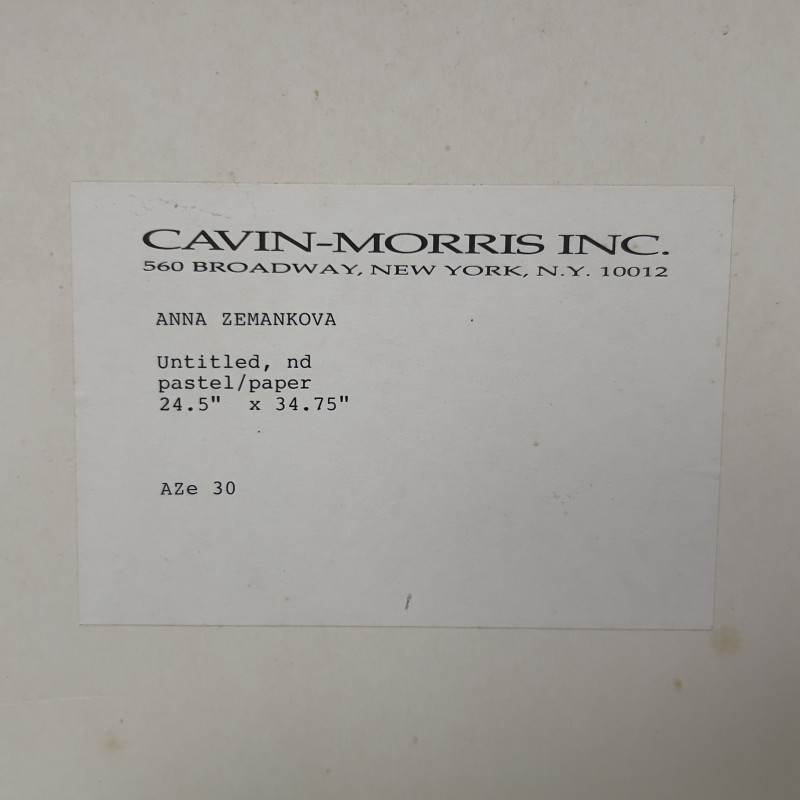 CAVIN-MORRIS INC.
560 BROADWAY, NEW YORK, N.Y. 10012
ANNA ZEMANKOVA
Untitled, nd
pastel/paper
24.5" x 34.75"
AZe 30